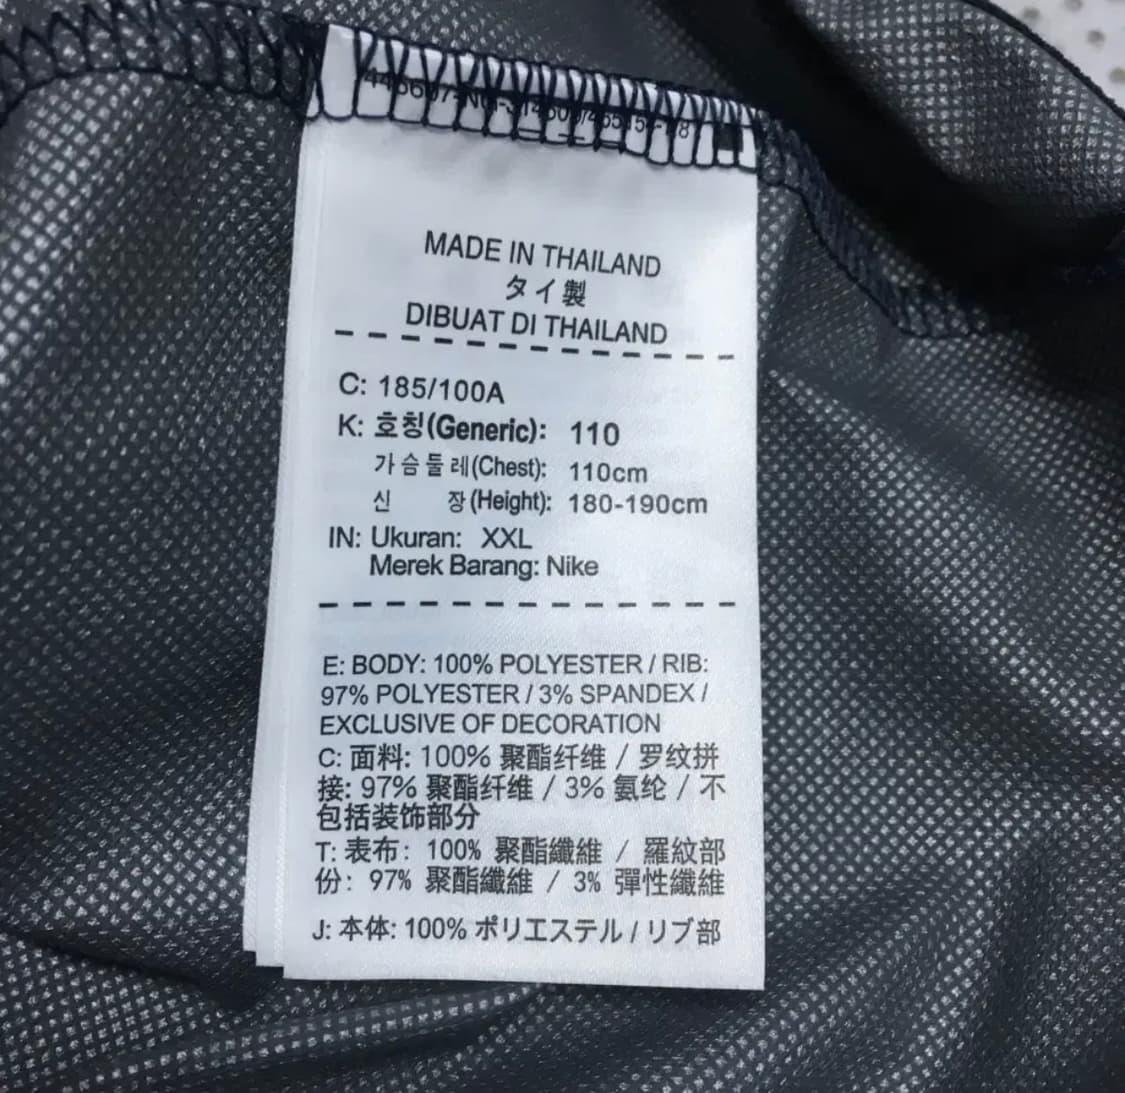 MADE IN THAILAND
タイ製
DIBUAT DI THAILAND
C: 185/100A
K: 호칭(Generic): 110
가슴둘레(Chest): 110cm
신 장(Height): 180-190cm
IN: Ukuran: XXL
Merek Barang: Nike
E: BODY: 100% POLYESTER / RIB:
97% POLYESTER / 3% SPANDEX /
EXCLUSIVE OF DECORATION
C: 面料: 100% 聚酯纤维 / 罗纹拼
接: 97% 聚酯纤维 / 3% 氨纶 / 不
包括装饰部分
T: 表布: 100% 聚酯纖維 / 羅紋部
份: 97% 聚酯纖維 / 3% 彈性纖維
J: 本体: 100% ポリエステル / リブ部